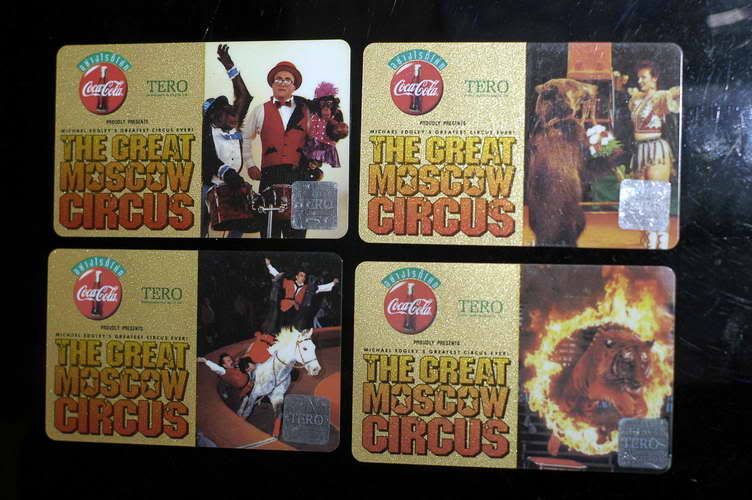 Coca-Cola
TERO
PROUDLY PRESENTS
MICHAEL EDGLEY'S GREATEST CIRCUS EVER!
THE GREAT
MOSCOW
CIRCUS
TERO
Coca-Cola
TERO
PROUDLY PRESENTS
MICHAEL EDGLEY'S GREATEST CIRCUS EVER!
THE GREAT
MOSCOW
CIRCUS
TERO
Coca-Cola
TERO
PROUDLY PRESENTS
MICHAEL EDGLEY'S GREATEST CIRCUS EVER!
THE GREAT
MOSCOW
CIRCUS
TERO
Coca-Cola
TERO
PROUDLY PRESENTS
MICHAEL EDGLEY'S GREATEST CIRCUS EVER!
THE GREAT
MOSCOW
CIRCUS
TERO